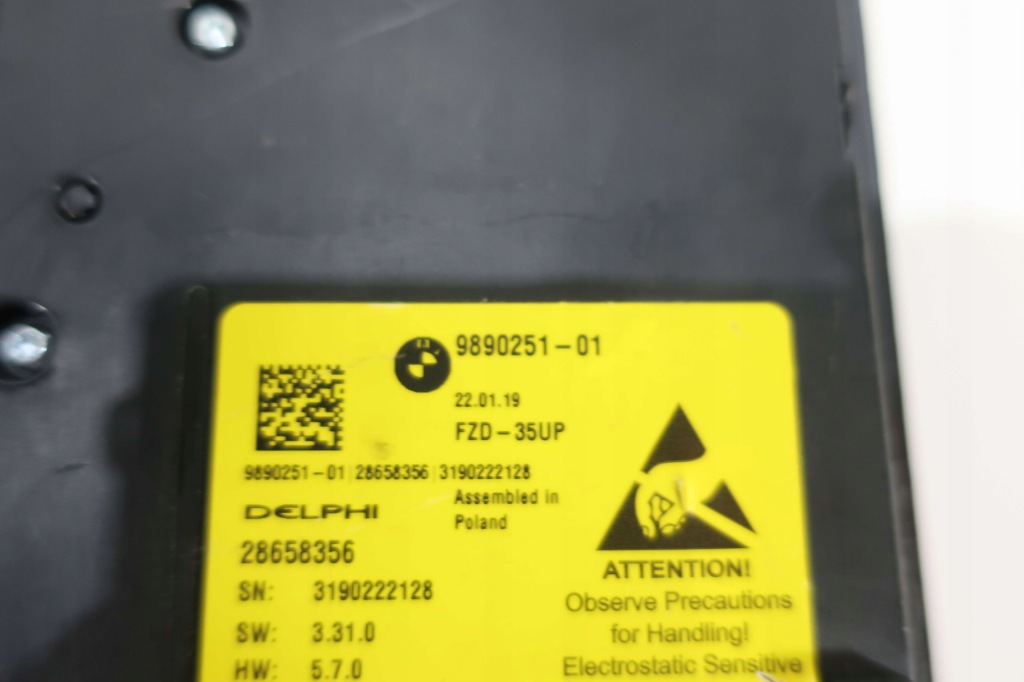 9890251-01
22.01.19
FZD-35UP
9890251-01|28658356|3190222128
DELPHI
Assembled in
Poland
28658356
SN: 3190222128
SW: 3.31.0
HW: 5.7.0
ATTENTION!
Observe Precautions
for Handling!
Electrostatic Sensitive